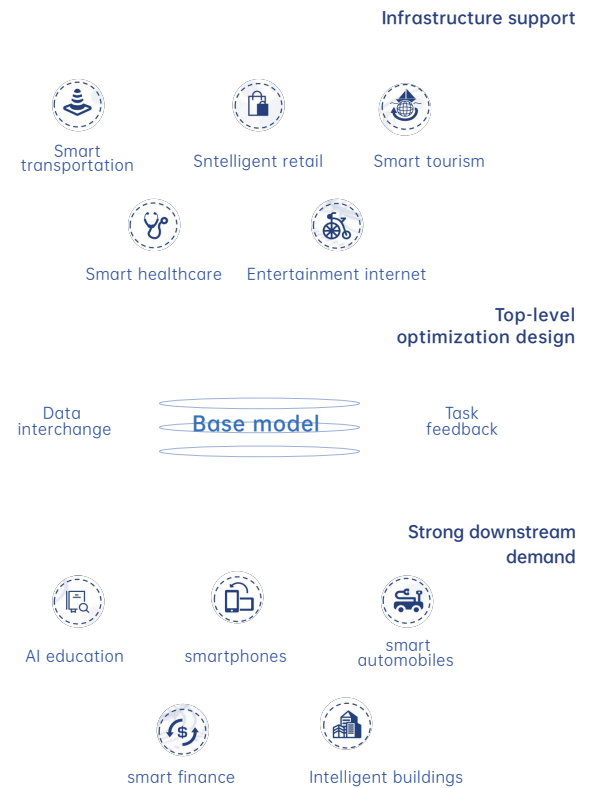 Infrastructure support
Smart
transportation
Sntelligent retail
Smart tourism
Smart healthcare
Entertainment internet
Top-level
optimization design
Data
interchange
Base model
Task
feedback
Strong downstream
demand
AI education
smartphones
smart
automobiles
smart finance
Intelligent buildings